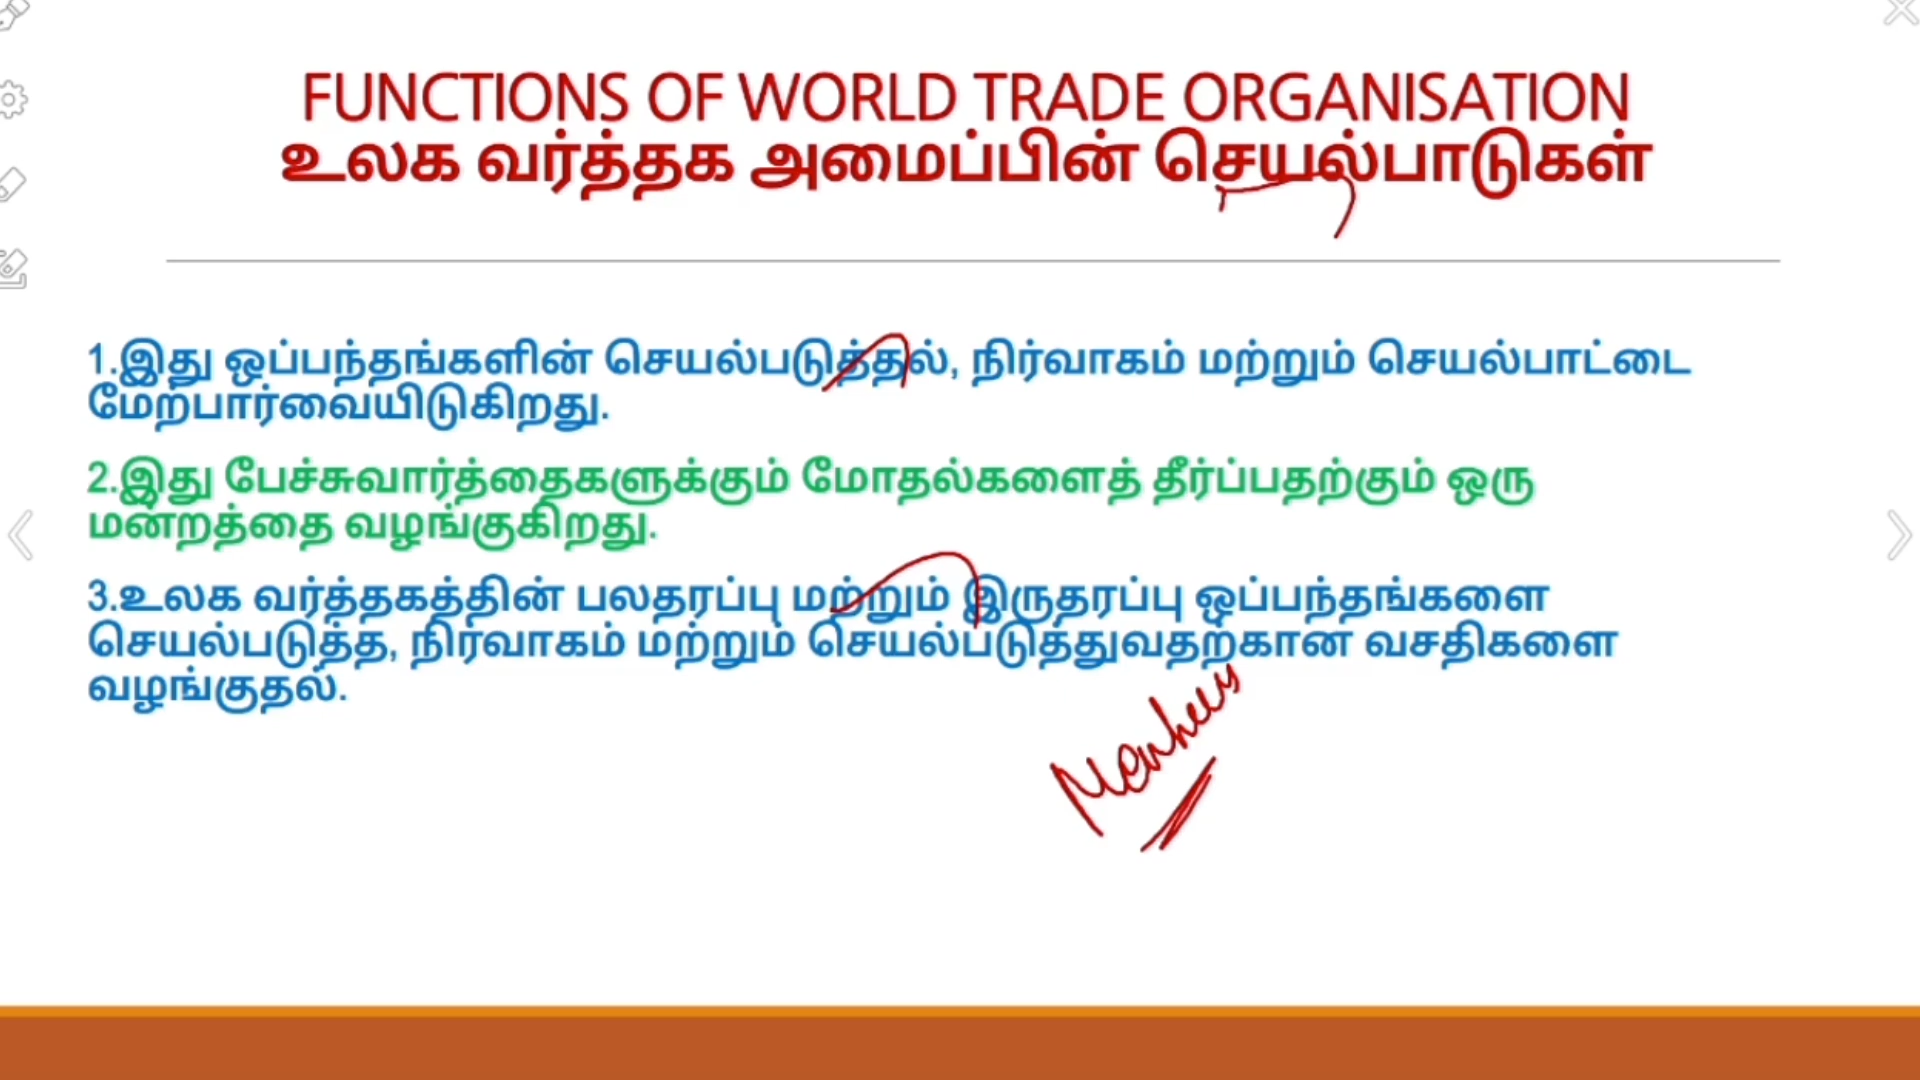 FUNCTIONS OF WORLD TRADE ORGANISATION
உலக வர்த்தக அமைப்பின் செயல்பாடுகள்
1.இது ஒப்பந்தங்களின் செயல்படுத்தல், நிர்வாகம் மற்றும் செயல்பாட்டை
மேற்பார்வையிடுகிறது.
2.இது பேச்சுவார்த்தைகளுக்கும் மோதல்களைத் தீர்ப்பதற்கும் ஒரு
மன்றத்தை வழங்குகிறது.
3.உலக வர்த்தகத்தின் பலதரப்பு மற்றும் இருதரப்பு ஒப்பந்தங்களை
செயல்படுத்த, நிர்வாகம் மற்றும் செயல்படுத்துவதற்கான வசதிகளை
வழங்குதல்.